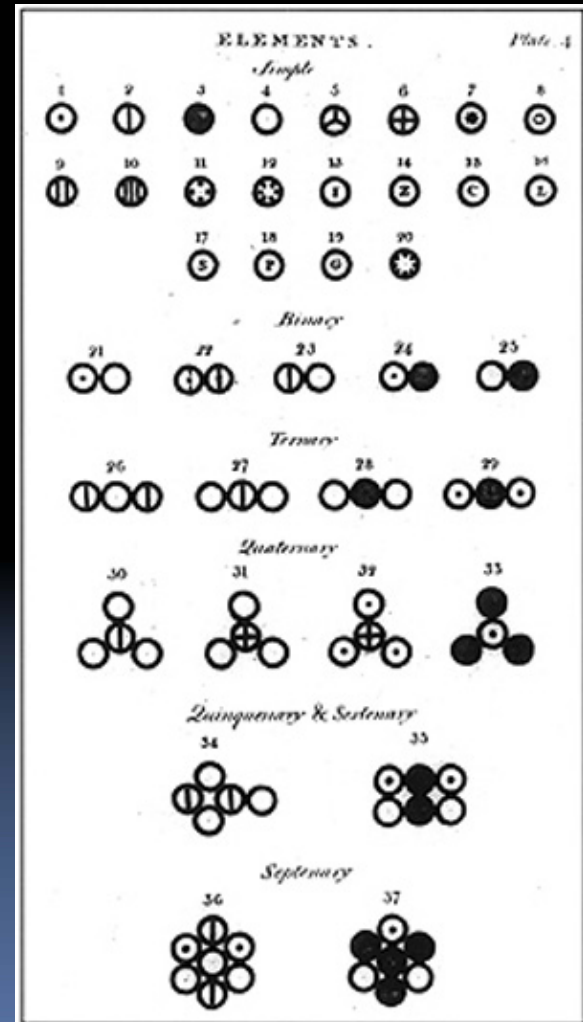 ELEMENTS. Plate. 4
Simple
1 2 3 4 5 6 7 8
9 10 11 12 13 14 15 16
I Z C L
17 18 19 20
S P G
Binary
21 22 23 24 25
Ternary
26 27 28 29
Quaternary
30 31 32 33
Quinquenary & Sextenary
34 35
Septenary
36 37